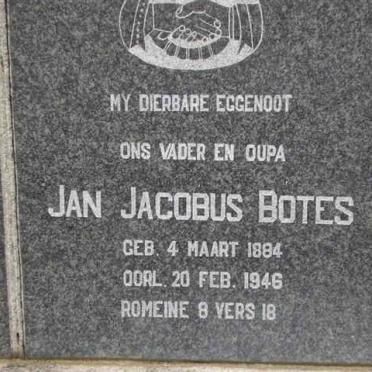 MY DIERBARE EGGENOOT
ONS VADER EN OUPA
JAN JACOBUS BOTES
GEB. 4 MAART 1884
OORL. 20 FEB. 1946
ROMEINE 8 VERS 18